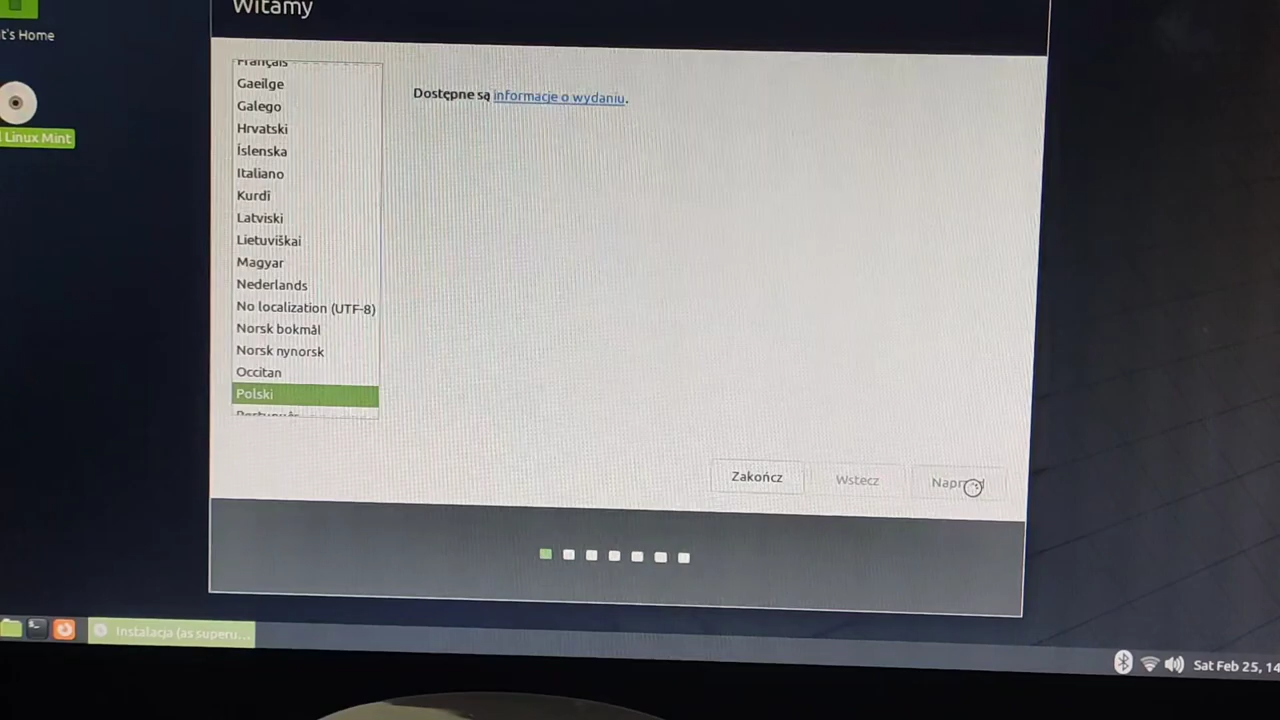 Witamy
t's Home
Linux Mint
Français
Gaeilge
Galego
Hrvatski
Íslenska
Italiano
Kurdî
Latviski
Lietuviškai
Magyar
Nederlands
No localization (UTF-8)
Norsk bokmål
Norsk nynorsk
Occitan
Polski
Português
Dostępne są informacje o wydaniu.
Zakończ
Wstecz
Instalacja (as superu...
Sat Feb 25, 14